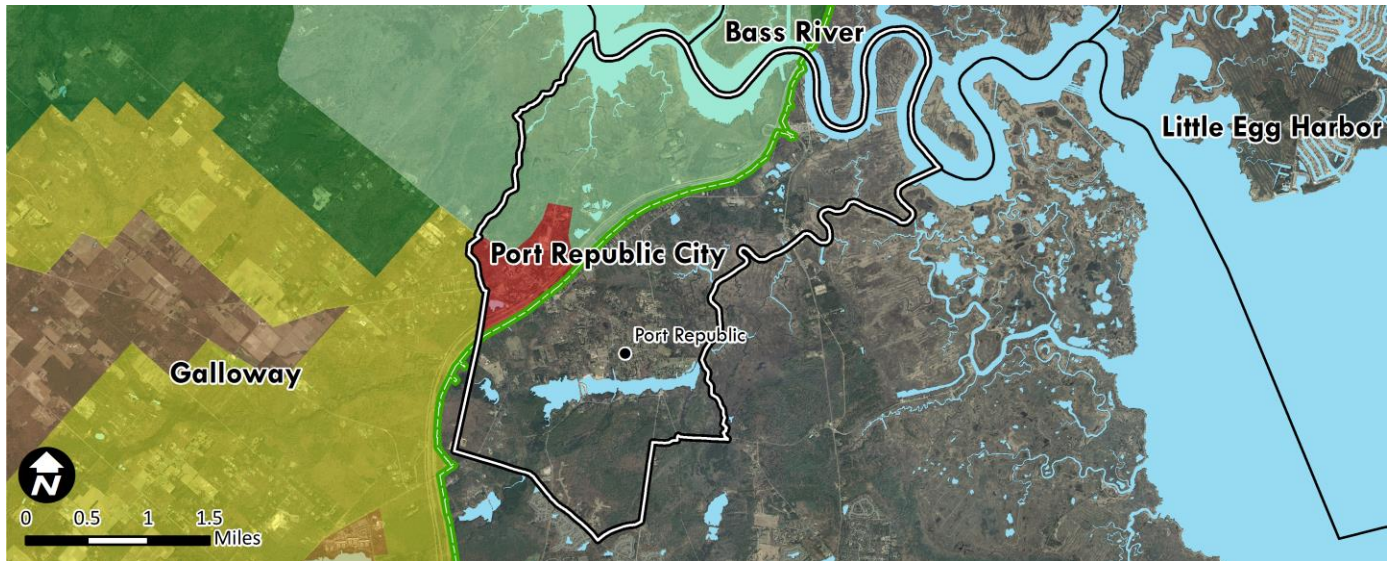 Bass River
Little Egg Harbor
Port Republic City
Port Republic
Galloway
N
0 0.5 1 1.5
Miles